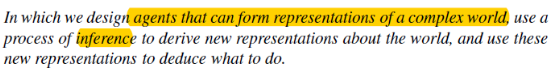 In which we design agents that can form representations of a complex world, use a
process of inference to derive new representations about the world, and use these
new representations to deduce what to do.